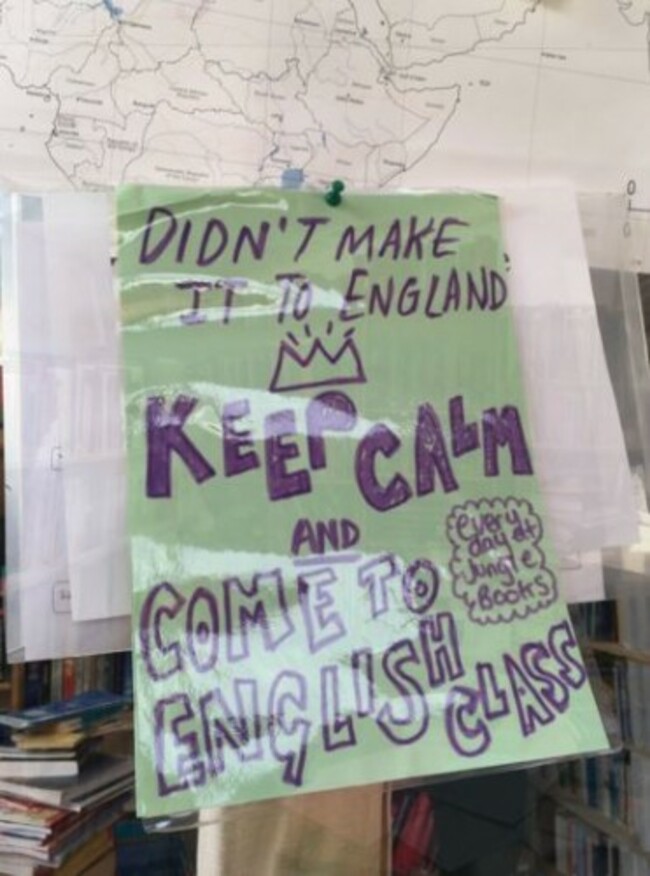 DIDN'T MAKE
IT TO ENGLAND
KEEP CALM
AND
COME TO
ENGLISH CLASS
every
day at
Jungle
Books